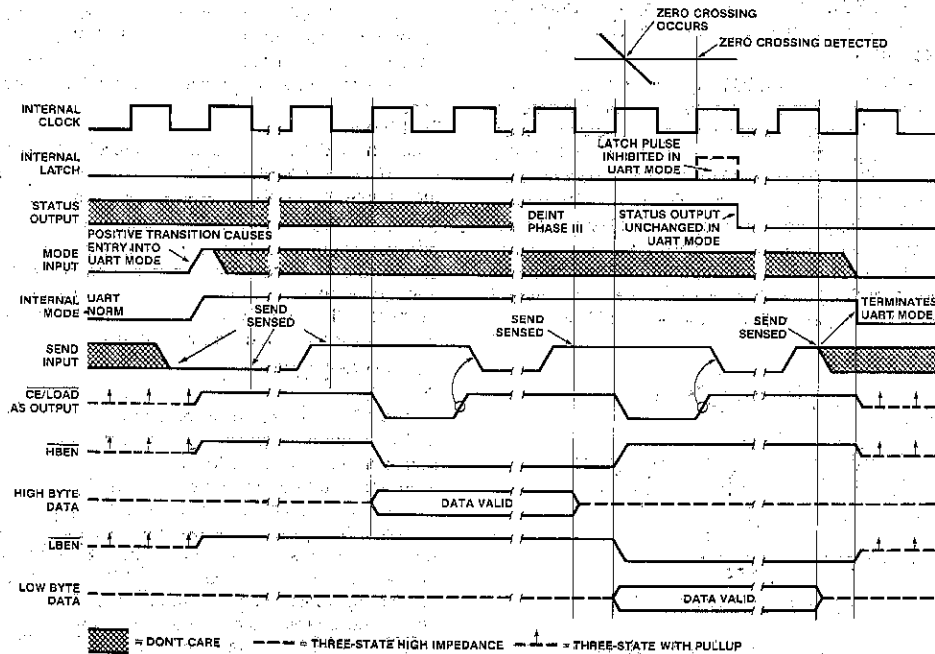 ZERO CROSSING
OCCURS
ZERO CROSSING DETECTED
INTERNAL
CLOCK
INTERNAL
LATCH
LATCH PULSE
INHIBITED IN
UART MODE
STATUS
OUTPUT
DEINT
PHASE III
STATUS OUTPUT
UNCHANGED IN
UART MODE
POSITIVE TRANSITION CAUSES
ENTRY INTO
UART MODE
MODE
INPUT
INTERNAL
MODE
UART
NORM
SEND
SENSED
SEND
SENSED
SEND
SENSED
TERMINATES
UART MODE
SEND
INPUT
CE/LOAD
AS OUTPUT
HBEN
HIGH BYTE
DATA
DATA VALID
LBEN
LOW BYTE
DATA
DATA VALID
= DON'T CARE
= THREE-STATE HIGH IMPEDANCE
= THREE-STATE WITH PULLUP